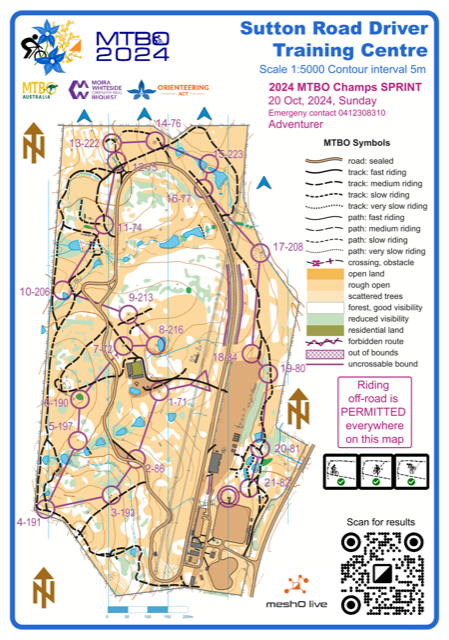 MTBO
2024
Sutton Road Driver
Training Centre
Scale 1:5000 Contour interval 5m
MTBO
AUSTRALIA
MOIRA
WHITESIDE
BEQUEST
ORIENTEERING
ACT
2024 MTBO Champs SPRINT
20 Oct, 2024, Sunday
Emergeny contact 0412308310
Adventurer
MTBO Symbols
road: sealed
track: fast riding
track: medium riding
track: slow riding
track: very slow riding
path: fast riding
path: medium riding
path: slow riding
path: very slow riding
crossing, obstacle
open land
rough open
scattered trees
forest, good visibility
reduced visibility
residential land
forbidden route
out of bounds
uncrossable bound
Riding
off-road is
PERMITTED
everywhere
on this map
Scan for results
14-76
13-222
15-223
12-75
16-77
11-74
17-208
10-206
9-213
8-216
7-72
18-84
19-80
1-71
6-190
5-197
20-81
2-86
21-82
3-193
4-191
N
N
N
0
50
100
150
200m
meshO live